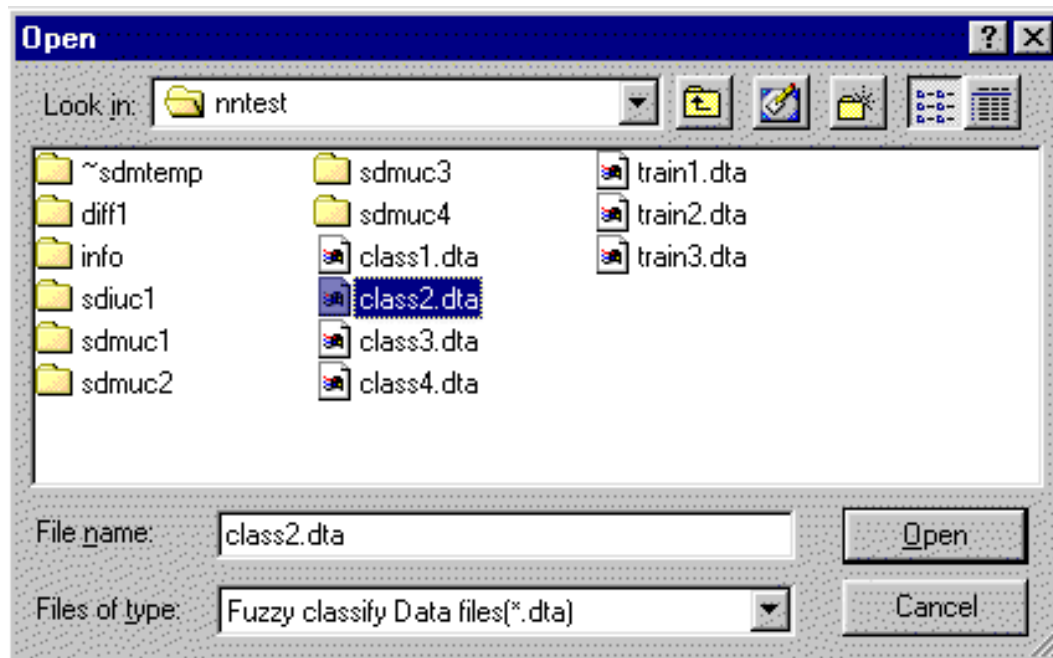 Open
Look in: nntest
~sdmtemp
diff1
info
sdiuc1
sdmuc1
sdmuc2
sdmuc3
sdmuc4
class1.dta
class2.dta
class3.dta
class4.dta
train1.dta
train2.dta
train3.dta
File name: class2.dta
Open
Files of type: Fuzzy classify Data files(*.dta)
Cancel